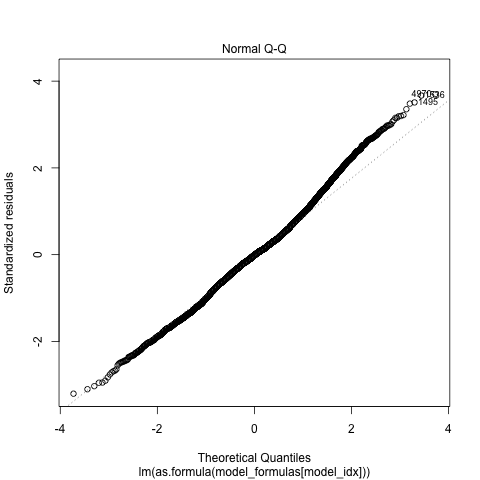 Normal Q-Q
Standardized residuals
4
2
0
-2
1495
-4
-2
0
2
4
Theoretical Quantiles
lm(as.formula(model_formulas[model_idx]))